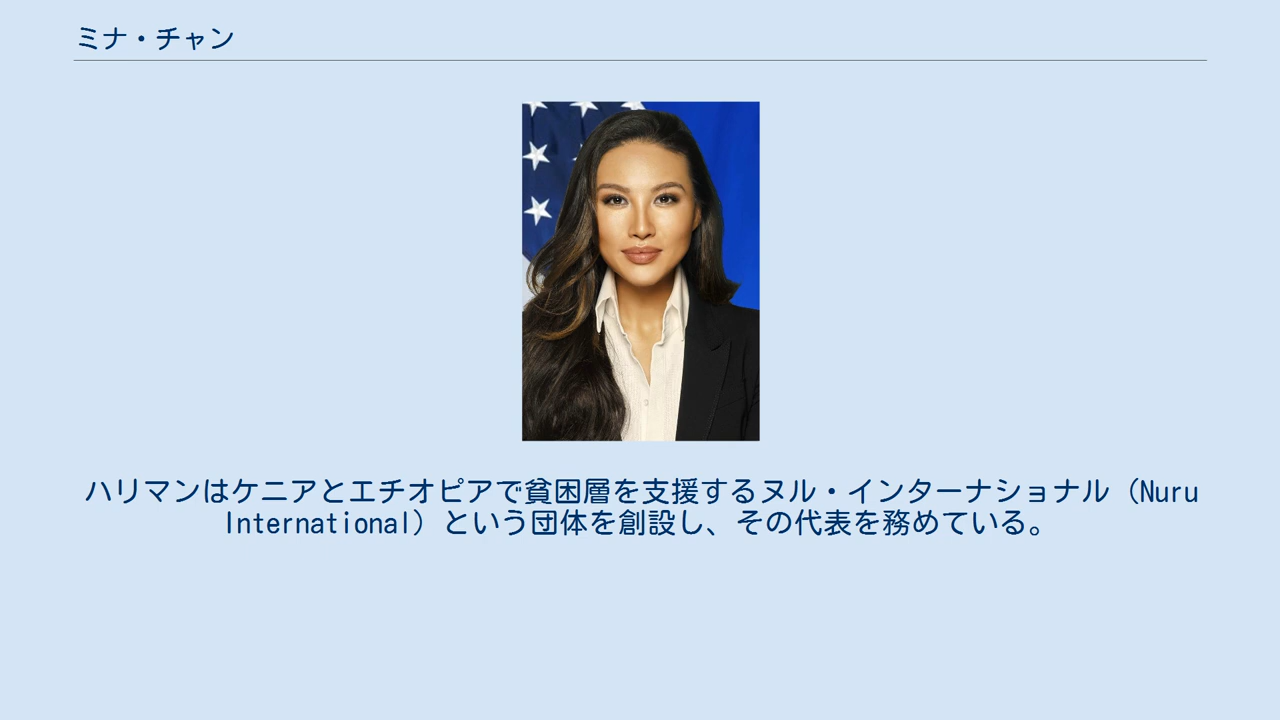 ミナ・チャン
ハリマンはケニアとエチオピアで貧困層を支援するヌル・インターナショナル（Nuru
International）という団体を創設し、その代表を務めている。